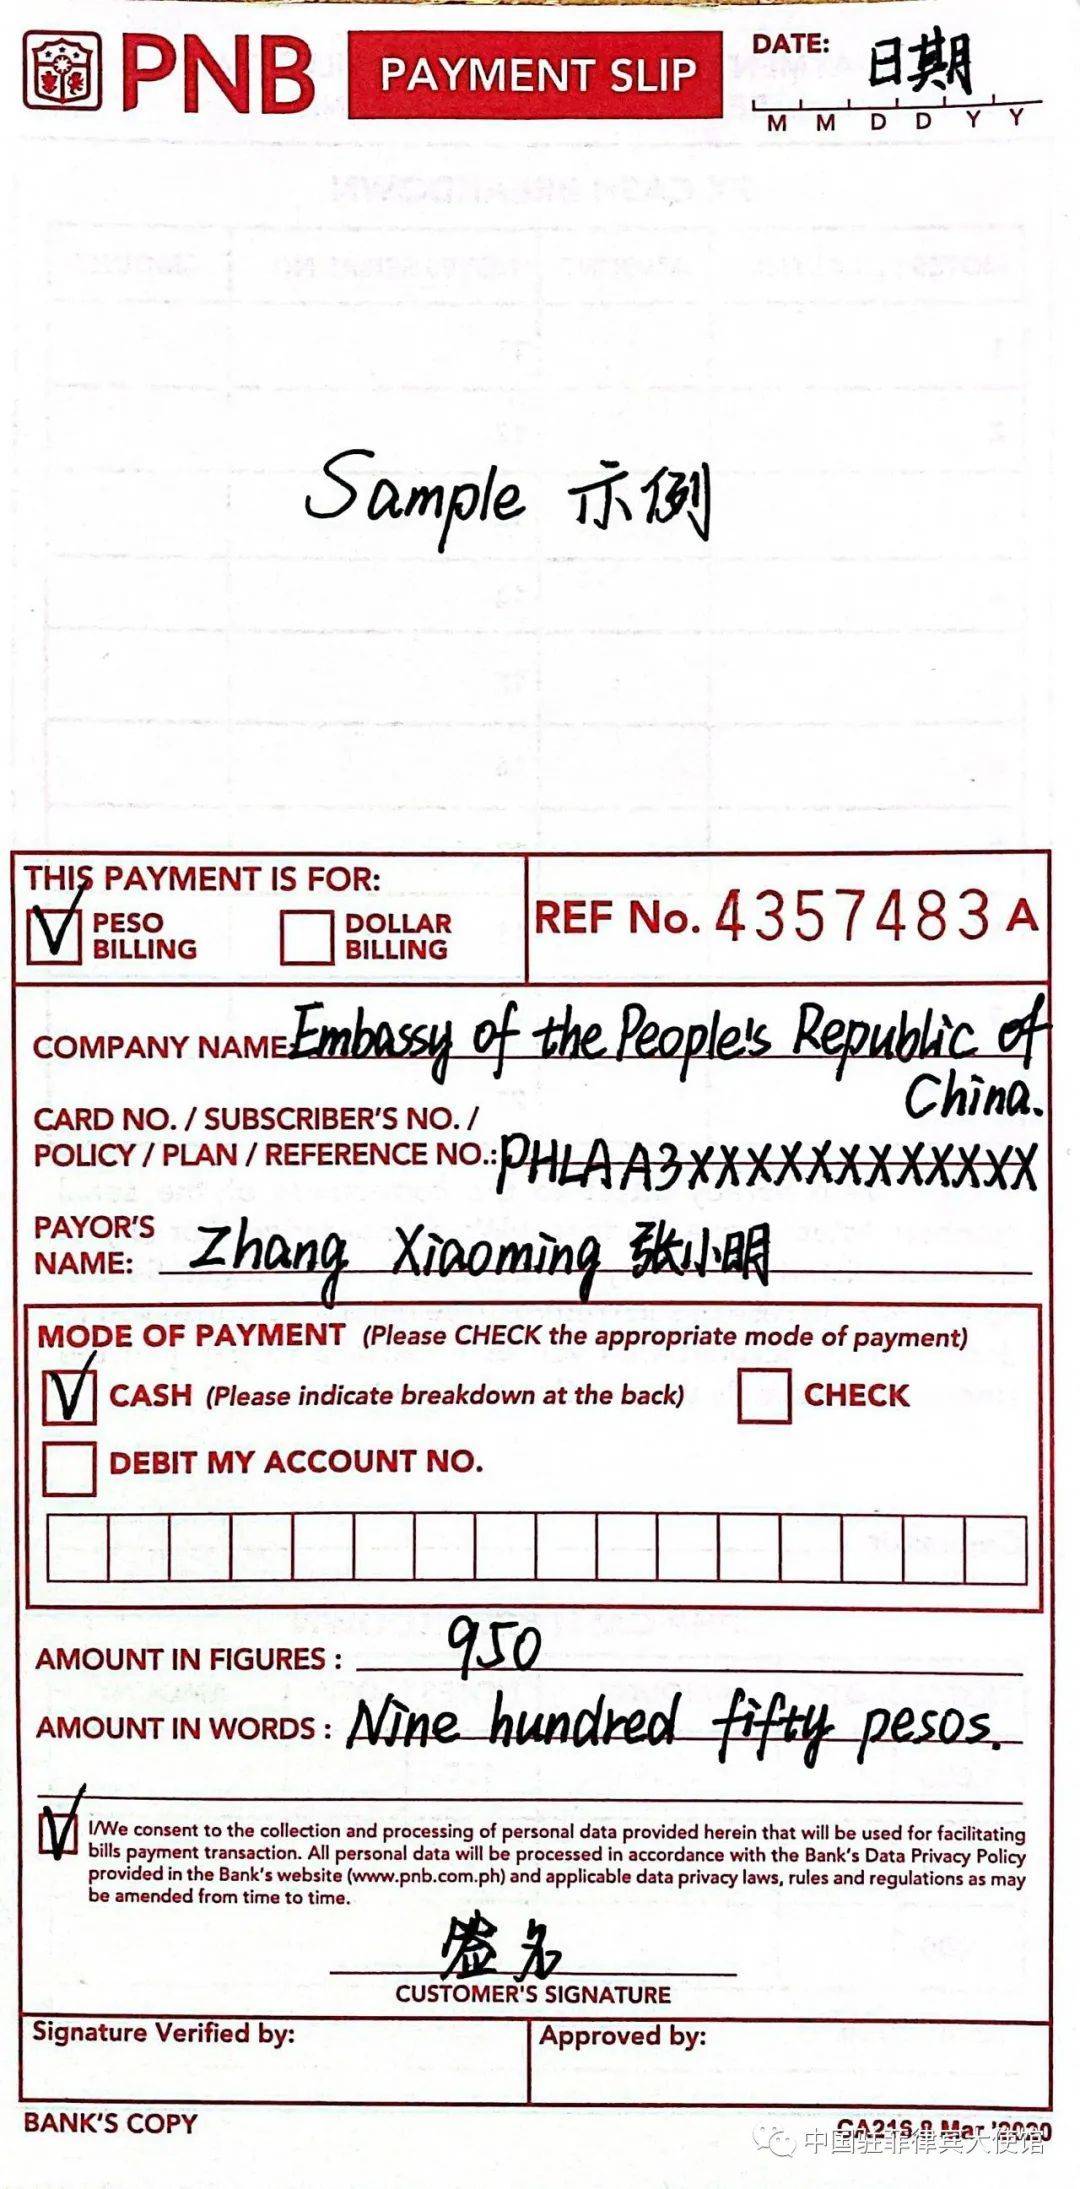 PNB PAYMENT SLIP DATE: 日期
M M D D Y Y
Sample 示例
THIS PAYMENT IS FOR:
PESO BILLING DOLLAR BILLING
REF No. 4357483 A
COMPANY NAME: Embassy of the People's Republic of
China.
CARD NO. / SUBSCRIBER'S NO. /
POLICY / PLAN / REFERENCE NO.: PHLAA3XXXXXXXXXXXX
PAYOR'S
NAME: Zhang Xiaoming 张小明
MODE OF PAYMENT (Please CHECK the appropriate mode of payment)
CASH (Please indicate breakdown at the back) CHECK
DEBIT MY ACCOUNT NO.
AMOUNT IN FIGURES : 950
AMOUNT IN WORDS : Nine hundred fifty pesos.
I/We consent to the collection and processing of personal data provided herein that will be used for facilitating
bills payment transaction. All personal data will be processed in accordance with the Bank's Data Privacy Policy
provided in the Bank's website (www.pnb.com.ph) and applicable data privacy laws, rules and regulations as may
be amended from time to time.
签名
CUSTOMER'S SIGNATURE
Signature Verified by: Approved by:
BANK'S COPY
中国驻菲律宾大使馆